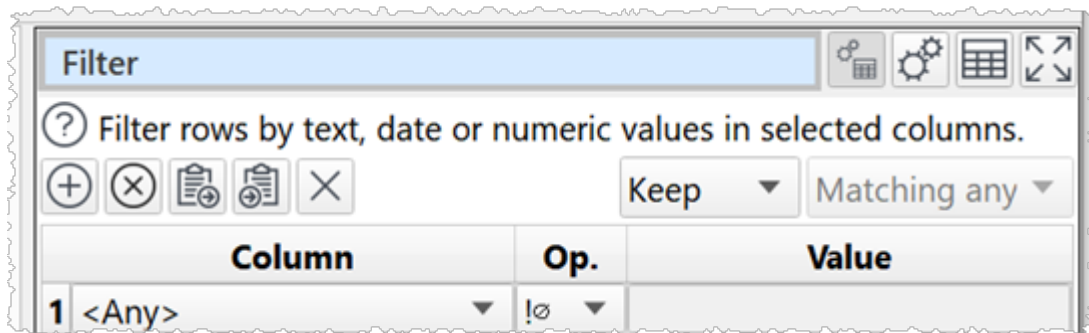 Filter
? Filter rows by text, date or numeric values in selected columns.
Keep Matching any
Column Op. Value
1 <Any> !∅